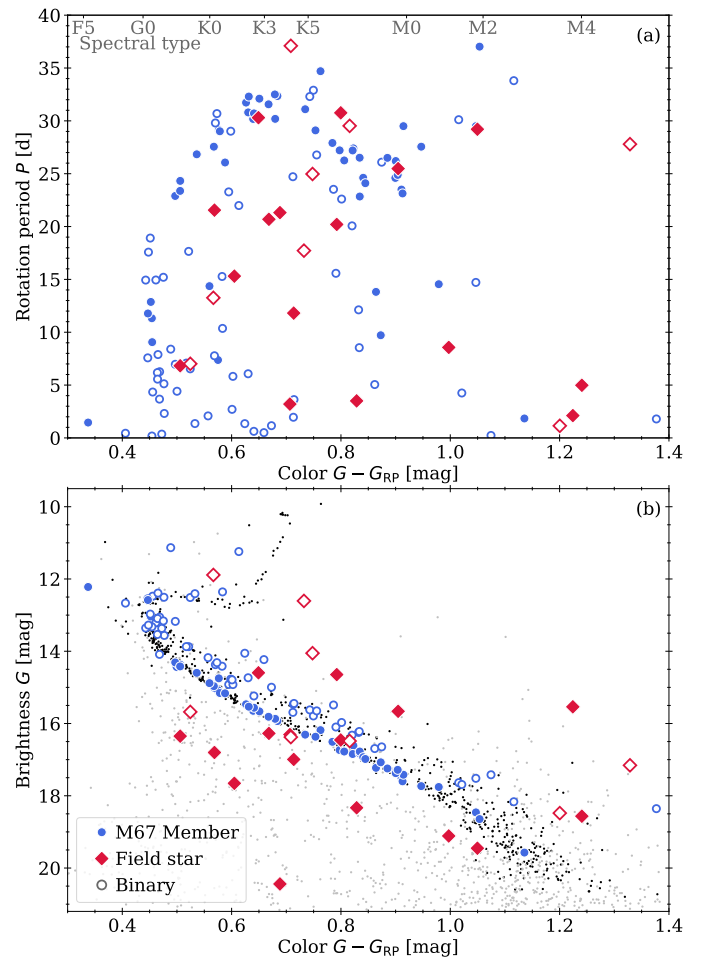 F5 G0 K0 K3 K5 M0 M2 M4
Spectral type
(a)
40
35
30
25
20
15
10
5
0
Rotation period P [d]
0.4 0.6 0.8 1.0 1.2 1.4
Color G − G_RP [mag]
(b)
10
12
14
16
18
20
Brightness G [mag]
M67 Member
Field star
Binary
0.4 0.6 0.8 1.0 1.2 1.4
Color G − G_RP [mag]